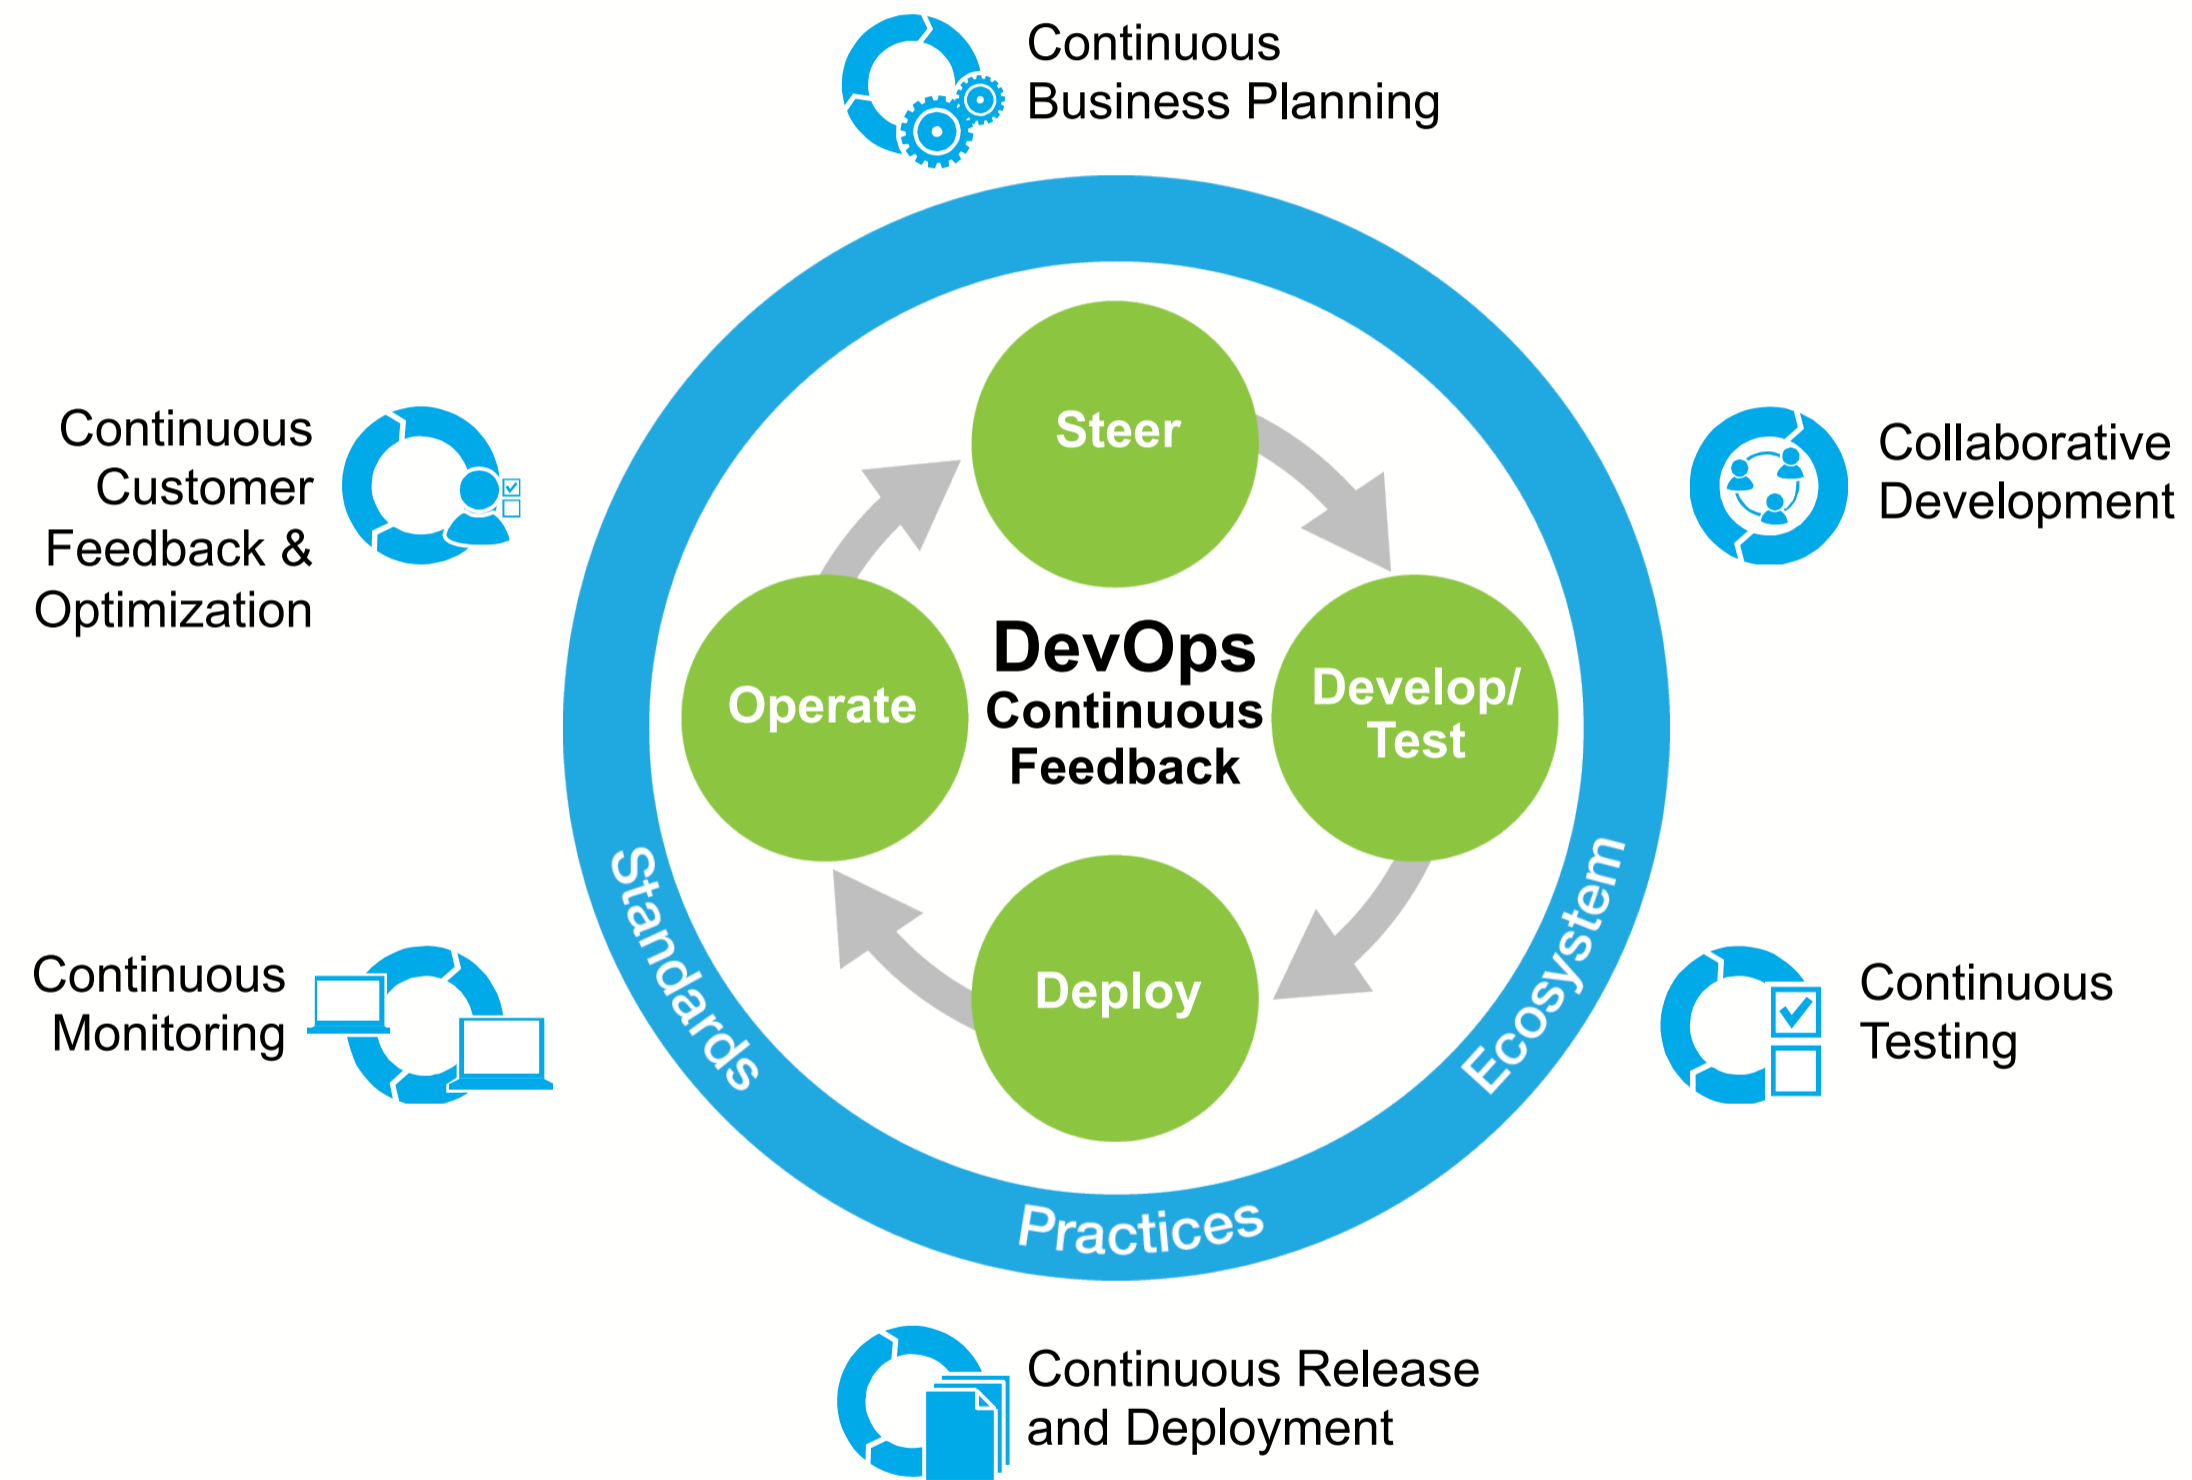 Continuous
Business Planning
Continuous
Customer
Feedback &
Optimization
Collaborative
Development
Steer
DevOps
Continuous
Feedback
Operate
Develop/
Test
Deploy
Standards
Ecosystem
Practices
Continuous
Monitoring
Continuous
Testing
Continuous Release
and Deployment